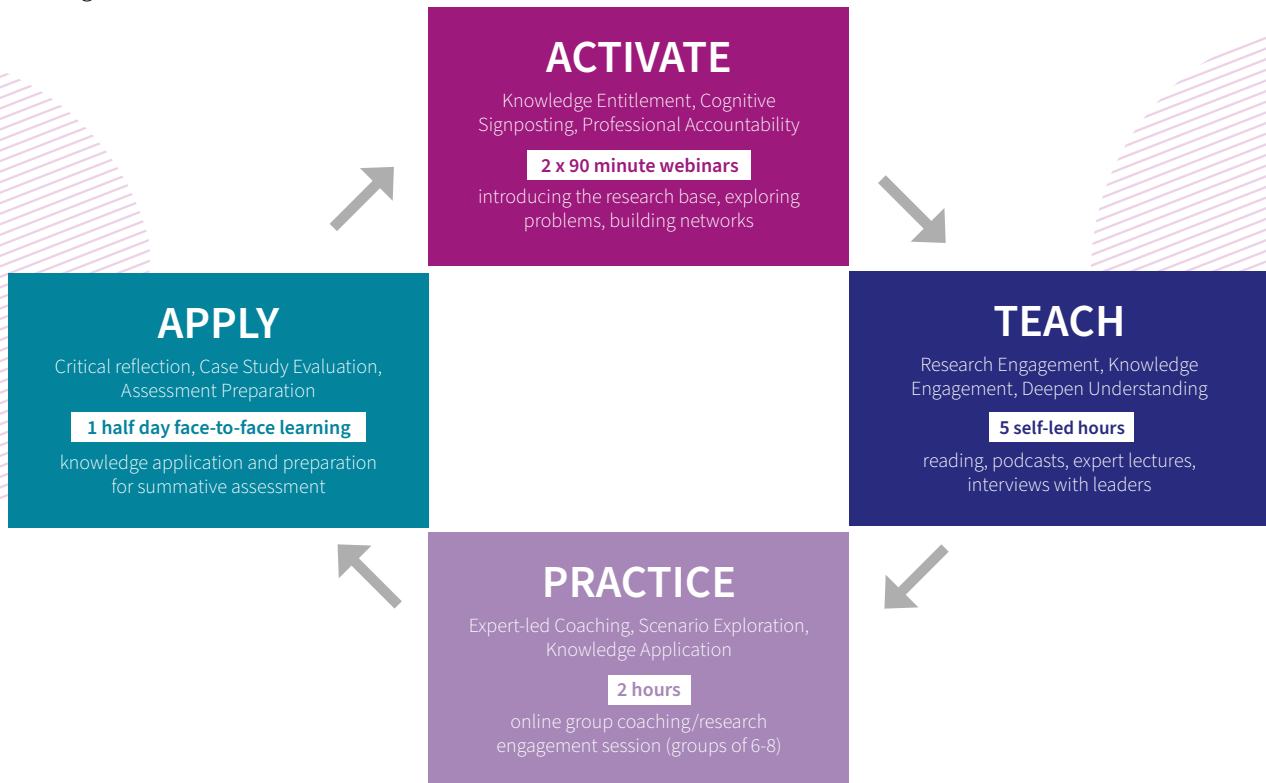 ACTIVATE
Knowledge Entitlement, Cognitive
Signposting, Professional Accountability
2 x 90 minute webinars
introducing the research base, exploring
problems, building networks
TEACH
Research Engagement, Knowledge
Engagement, Deepen Understanding
5 self-led hours
reading, podcasts, expert lectures,
interviews with leaders
PRACTICE
Expert-led Coaching, Scenario Exploration,
Knowledge Application
2 hours
online group coaching/research
engagement session (groups of 6-8)
APPLY
Critical reflection, Case Study Evaluation,
Assessment Preparation
1 half day face-to-face learning
knowledge application and preparation
for summative assessment